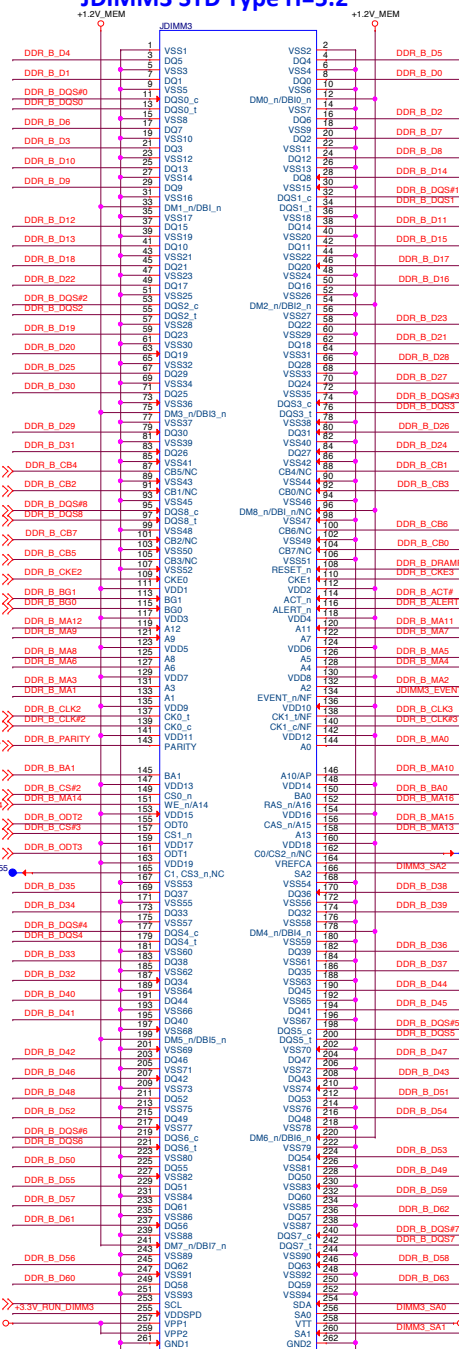 JDIMM3 STD Type H=5.2
+1.2V_MEM +1.2V_MEM
JDIMM3
1 VSS1 VSS2 2
DDR_B_D4 3 DQ5 DQ4 4 DDR_B_D5
5 VSS3 VSS4 6
DDR_B_D1 7 DQ1 DQ0 8 DDR_B_D0
9 VSS5 VSS6 10
DDR_B_DQS#0 11 DQS0_c DM0_n/DBI0_n 12
DDR_B_DQS0 13 DQS0_t VSS7 14
15 VSS8 DQ6 16 DDR_B_D2
DDR_B_D6 17 DQ7 VSS9 18
19 VSS10 DQ2 20 DDR_B_D7
DDR_B_D3 21 DQ3 VSS11 22
23 VSS12 DQ12 24 DDR_B_D8
DDR_B_D10 25 DQ13 VSS13 26
27 VSS14 DQ8 28 DDR_B_D14
DDR_B_D9 29 DQ9 VSS15 30
31 VSS16 DQS1_c 32 DDR_B_DQS#1
33 DM1_n/DBI_n DQS1_t 34 DDR_B_DQS1
35 VSS17 VSS18 36
DDR_B_D12 37 DQ15 DQ14 38 DDR_B_D11
39 VSS19 VSS20 40
DDR_B_D13 41 DQ10 DQ11 42 DDR_B_D15
43 VSS21 VSS22 44
DDR_B_D18 45 DQ21 DQ20 46 DDR_B_D17
47 VSS23 VSS24 48
DDR_B_D22 49 DQ17 DQ16 50 DDR_B_D16
51 VSS25 VSS26 52
DDR_B_DQS#2 53 DQS2_c DM2_n/DBI2_n 54
DDR_B_DQS2 55 DQS2_t VSS27 56
57 VSS28 DQ22 58 DDR_B_D23
DDR_B_D19 59 DQ23 VSS29 60
61 VSS30 DQ18 62 DDR_B_D21
DDR_B_D20 63 DQ19 VSS31 64
65 VSS32 DQ28 66 DDR_B_D28
DDR_B_D25 67 DQ29 VSS33 68
69 VSS34 DQ24 70 DDR_B_D27
DDR_B_D30 71 DQ25 VSS35 72
73 VSS36 DQS3_c 74 DDR_B_DQS#3
75 DM3_n/DBI3_n DQS3_t 76 DDR_B_DQS3
77 VSS37 VSS38 78
DDR_B_D29 79 DQ30 DQ31 80 DDR_B_D26
81 VSS39 VSS40 82
DDR_B_D31 83 DQ26 DQ27 84 DDR_B_D24
85 VSS41 VSS42 86
DDR_B_CB4 87 CB5/NC CB4/NC 88 DDR_B_CB1
89 VSS43 VSS44 90
DDR_B_CB2 91 CB1/NC CB0/NC 92 DDR_B_CB3
93 VSS45 VSS46 94
DDR_B_DQS#8 95 DQS8_c DM8_n/DBI_n/NC 96
DDR_B_DQS8 97 DQS8_t VSS47 98
99 VSS48 CB6/NC 100 DDR_B_CB6
DDR_B_CB7 101 CB2/NC VSS49 102
103 VSS50 CB7/NC 104 DDR_B_CB0
DDR_B_CB5 105 CB3/NC VSS51 106
107 VSS52 RESET_n 108 DDR_B_DRAMI
DDR_B_CKE2 109 CKE0 CKE1 110 DDR_B_CKE3
111 VDD1 VDD2 112
DDR_B_BG1 113 BG1 ACT_n 114 DDR_B_ACT#
DDR_B_BG0 115 BG0 ALERT_n 116 DDR_B_ALERT
117 VDD3 VDD4 118
DDR_B_MA12 119 A12 A11 120 DDR_B_MA11
DDR_B_MA9 121 A9 A7 122 DDR_B_MA7
123 VDD5 VDD6 124
DDR_B_MA8 125 A8 A5 126 DDR_B_MA5
DDR_B_MA6 127 A6 A4 128 DDR_B_MA4
129 VDD7 VDD8 130
DDR_B_MA3 131 A3 A2 132 DDR_B_MA2
DDR_B_MA1 133 A1 EVENT_n/NF 134 JDIMM3_EVEN
135 VDD9 VDD10 136
DDR_B_CLK2 137 CK0_t CK1_t/NF 138 DDR_B_CLK3
DDR_B_CLK#2 139 CK0_c CK1_c/NF 140 DDR_B_CLK#3
141 VDD11 VDD12 142
DDR_B_PARITY 143 PARITY A0 144 DDR_B_MA0
DDR_B_BA1 145 BA1 A10/AP 146 DDR_B_MA10
147 VDD13 VDD14 148
DDR_B_CS#2 149 CS0_n BA0 150 DDR_B_BA0
DDR_B_MA14 151 WE_n/A14 RAS_n/A16 152 DDR_B_MA16
153 VDD15 VDD16 154
DDR_B_ODT2 155 ODT0 CAS_n/A15 156 DDR_B_MA15
DDR_B_CS#3 157 CS1_n A13 158 DDR_B_MA13
159 VDD17 VDD18 160
DDR_B_ODT3 161 ODT1 C0/CS2_n/NC 162
163 VDD19 VREFCA 164
165 C1, CS3_n,NC SA2 166 DIMM3_SA2
167 VSS53 VSS54 168
DDR_B_D35 169 DQ37 DQ36 170 DDR_B_D38
171 VSS55 VSS56 172
DDR_B_D34 173 DQ33 DQ32 174 DDR_B_D39
175 VSS57 VSS58 176
DDR_B_DQS#4 177 DQS4_c DM4_n/DBI4_n 178
DDR_B_DQS4 179 DQS4_t VSS59 180
181 VSS60 DQ39 182 DDR_B_D36
DDR_B_D33 183 DQ38 VSS61 184
185 VSS62 DQ35 186 DDR_B_D37
DDR_B_D32 187 DQ34 VSS63 188
189 VSS64 DQ45 190 DDR_B_D44
DDR_B_D40 191 DQ44 VSS65 192
193 VSS66 DQ41 194 DDR_B_D45
DDR_B_D41 195 DQ40 VSS67 196
197 VSS68 DQS5_c 198 DDR_B_DQS#5
199 DM5_n/DBI5_n DQS5_t 200 DDR_B_DQS5
201 VSS69 VSS70 202
DDR_B_D42 203 DQ46 DQ47 204 DDR_B_D47
205 VSS71 VSS72 206
DDR_B_D46 207 DQ42 DQ43 208 DDR_B_D43
209 VSS73 VSS74 210
DDR_B_D48 211 DQ52 DQ53 212 DDR_B_D51
213 VSS75 VSS76 214
DDR_B_D52 215 DQ49 DQ48 216 DDR_B_D54
217 VSS77 VSS78 218
DDR_B_DQS#6 219 DQS6_c DM6_n/DBI6_n 220
DDR_B_DQS6 221 DQS6_t VSS79 222
223 VSS80 DQ54 224 DDR_B_D53
DDR_B_D50 225 DQ55 VSS81 226
227 VSS82 DQ50 228 DDR_B_D49
DDR_B_D55 229 DQ51 VSS83 230
231 VSS84 DQ60 232 DDR_B_D59
DDR_B_D57 233 DQ61 VSS85 234
235 VSS86 DQ57 236 DDR_B_D62
DDR_B_D61 237 DQ56 VSS87 238
239 VSS88 DQS7_c 240 DDR_B_DQS#7
241 DM7_n/DBI7_n DQS7_t 242 DDR_B_DQS7
243 VSS89 VSS90 244
DDR_B_D56 245 DQ62 DQ63 246 DDR_B_D58
247 VSS91 VSS92 248
DDR_B_D60 249 DQ58 DQ59 250 DDR_B_D63
251 VSS93 VSS94 252
253 SCL SDA 254
+3.3V_RUN_DIMM3 255 VDDSPD SA0 256 DIMM3_SA0
257 VPP1 VTT 258
259 VPP2 SA1 260 DIMM3_SA1
261 GND1 GND2 262